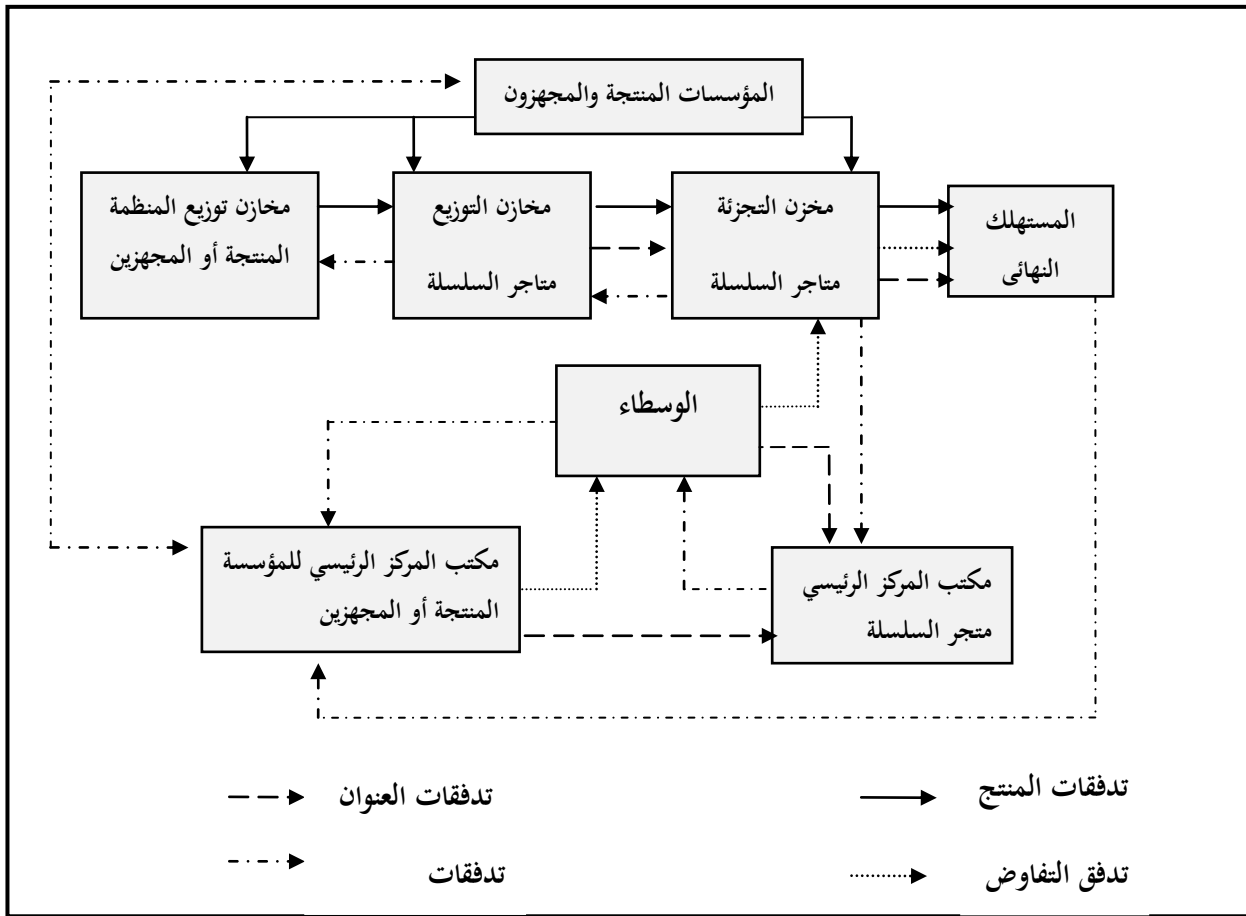 المؤسسات المنتجة والمجهزون
المستهلك
النهائى
مخزن التجزئة
متاجر السلسلة
مخازن التوزيع
متاجر السلسلة
مخازن توزيع المنظمة
المنتجة أو المجهزين
الوسطاء
مكتب المركز الرئيسي
متجر السلسلة
مكتب المركز الرئيسي للمؤسسة
المنتجة أو المجهزين
تدفقات المنتج
تدفقات العنوان
تدفق التفاوض
تدفقات